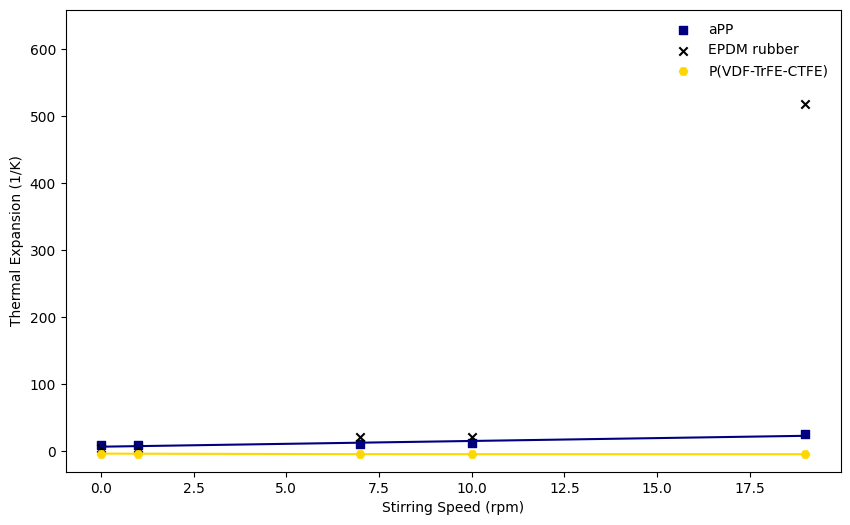 aPP
EPDM rubber
P(VDF-TrFE-CTFE)
600
500
400
300
200
100
0
Thermal Expansion (1/K)
0.0 2.5 5.0 7.5 10.0 12.5 15.0 17.5
Stirring Speed (rpm)